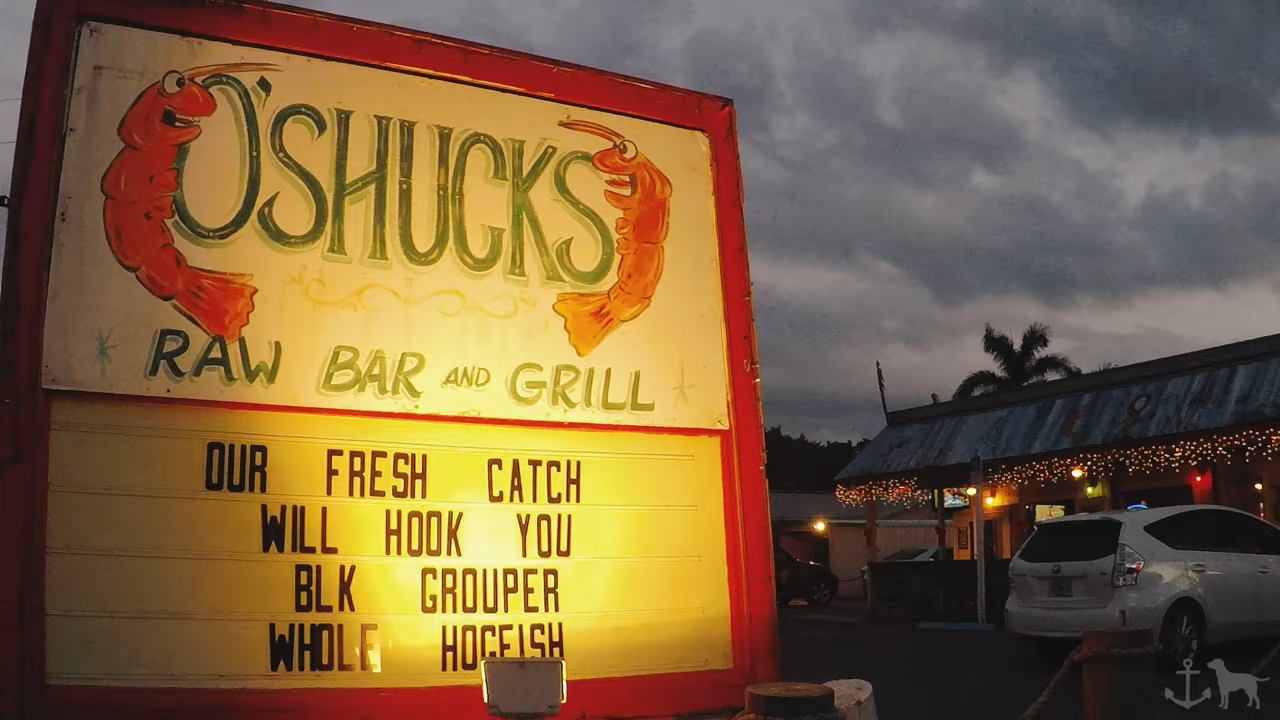 O'SHUCKS
RAW BAR AND GRILL
OUR FRESH CATCH
WILL HOOK YOU
BLK GROUPER
WHOLE HOGFISH